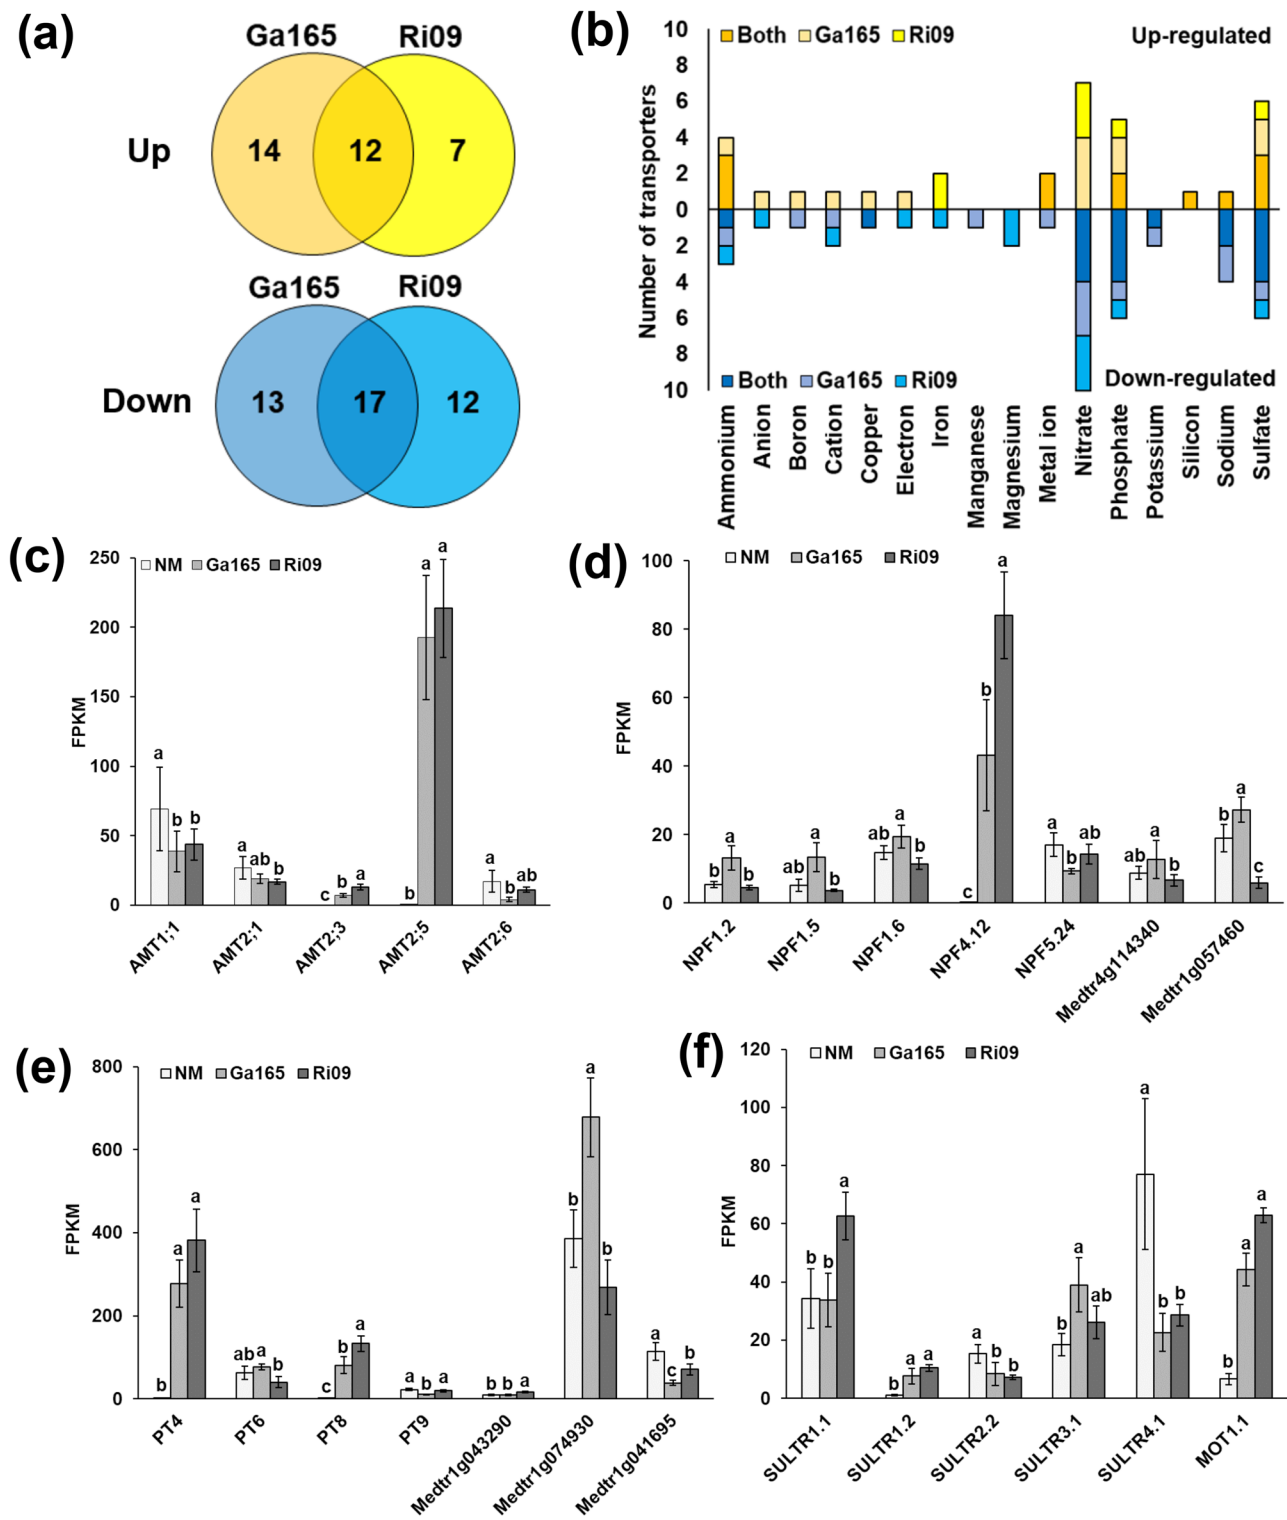 (a)
Ga165 Ri09
Up
14 12 7
Ga165 Ri09
Down
13 17 12
(b)
Number of transporters
10
8
6
4
2
0
2
4
6
8
10
Both Ga165 Ri09
Up-regulated
Both Ga165 Ri09
Down-regulated
Ammonium
Anion
Boron
Cation
Copper
Electron
Iron
Manganese
Magnesium
Metal ion
Nitrate
Phosphate
Potassium
Silicon
Sodium
Sulfate
(c)
FPKM
250
200
150
100
50
0
NM Ga165 Ri09
a b b
a ab b
c b a
b a a
a b ab
AMT1;1
AMT2;1
AMT2;3
AMT2;5
AMT2;6
(d)
FPKM
100
80
60
40
20
0
NM Ga165 Ri09
b a b
ab a b
ab a b
c b a
a b ab
ab a b
b a c
NPF1.2
NPF1.5
NPF1.6
NPF4.12
NPF5.24
Medtr4g114340
Medtr1g057460
(e)
FPKM
800
600
400
200
0
NM Ga165 Ri09
b a a
ab a b
c b a
a b a
b b a
b a b
a c b
PT4
PT6
PT8
PT9
Medtr1g043290
Medtr1g074930
Medtr1g041695
(f)
FPKM
120
100
80
60
40
20
0
NM Ga165 Ri09
b b a
b a a
a b b
b a ab
a b b
b a a
SULTR1.1
SULTR1.2
SULTR2.2
SULTR3.1
SULTR4.1
MOT1.1